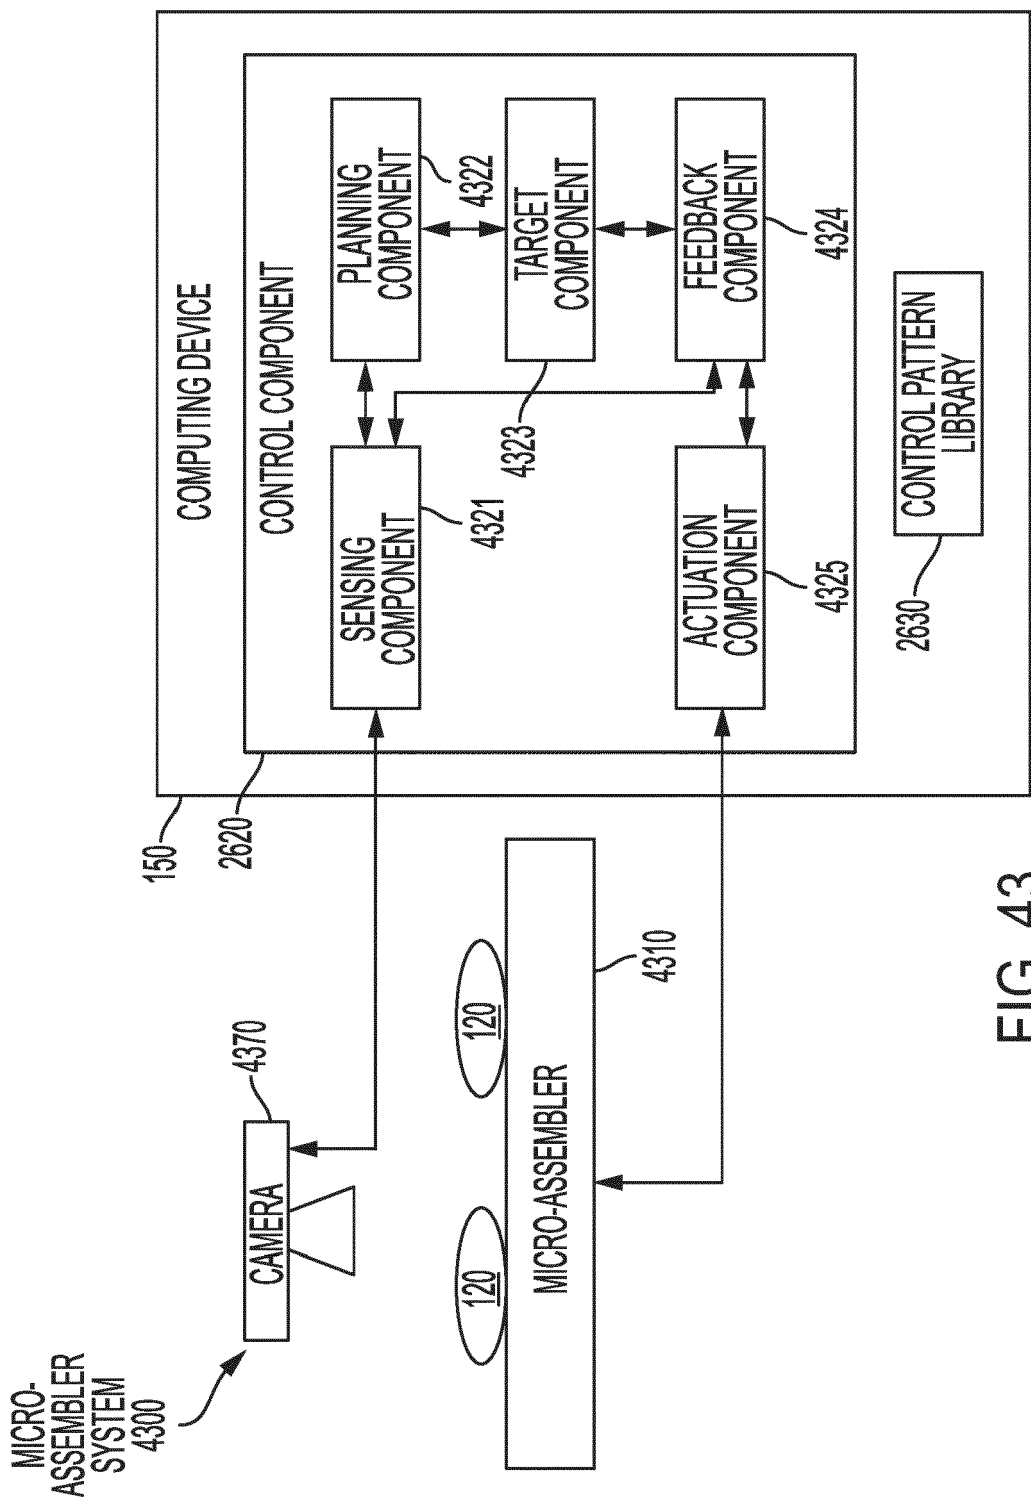 MICRO-
ASSEMBLER
SYSTEM
4300
CAMERA
4370
120
120
MICRO-ASSEMBLER
4310
150
COMPUTING DEVICE
2620
CONTROL COMPONENT
SENSING
COMPONENT
4321
PLANNING
COMPONENT
4322
TARGET
COMPONENT
4323
ACTUATION
COMPONENT
4325
FEEDBACK
COMPONENT
4324
2630
CONTROL PATTERN
LIBRARY
FIG. 43